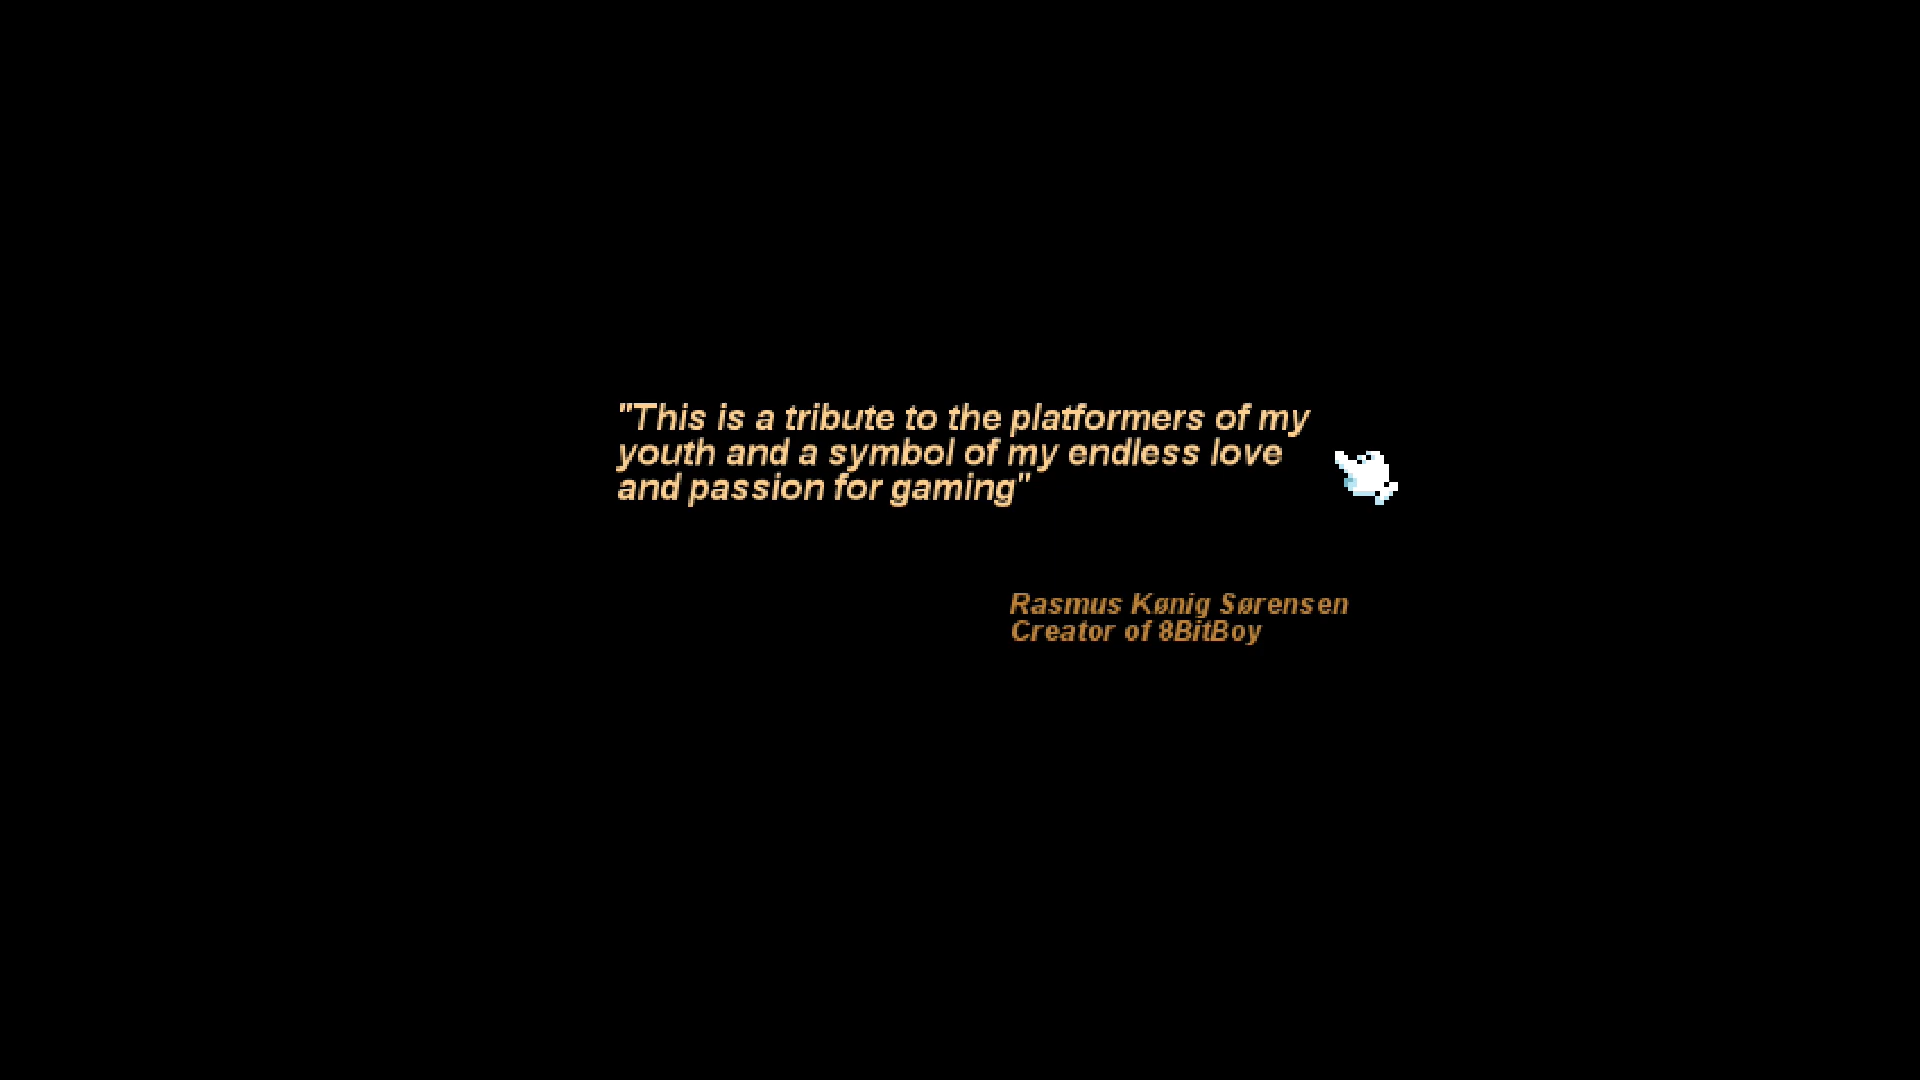 "This is a tribute to the platformers of my
youth and a symbol of my endless love
and passion for gaming"
Rasmus Kønig Sørensen
Creator of 8BitBoy